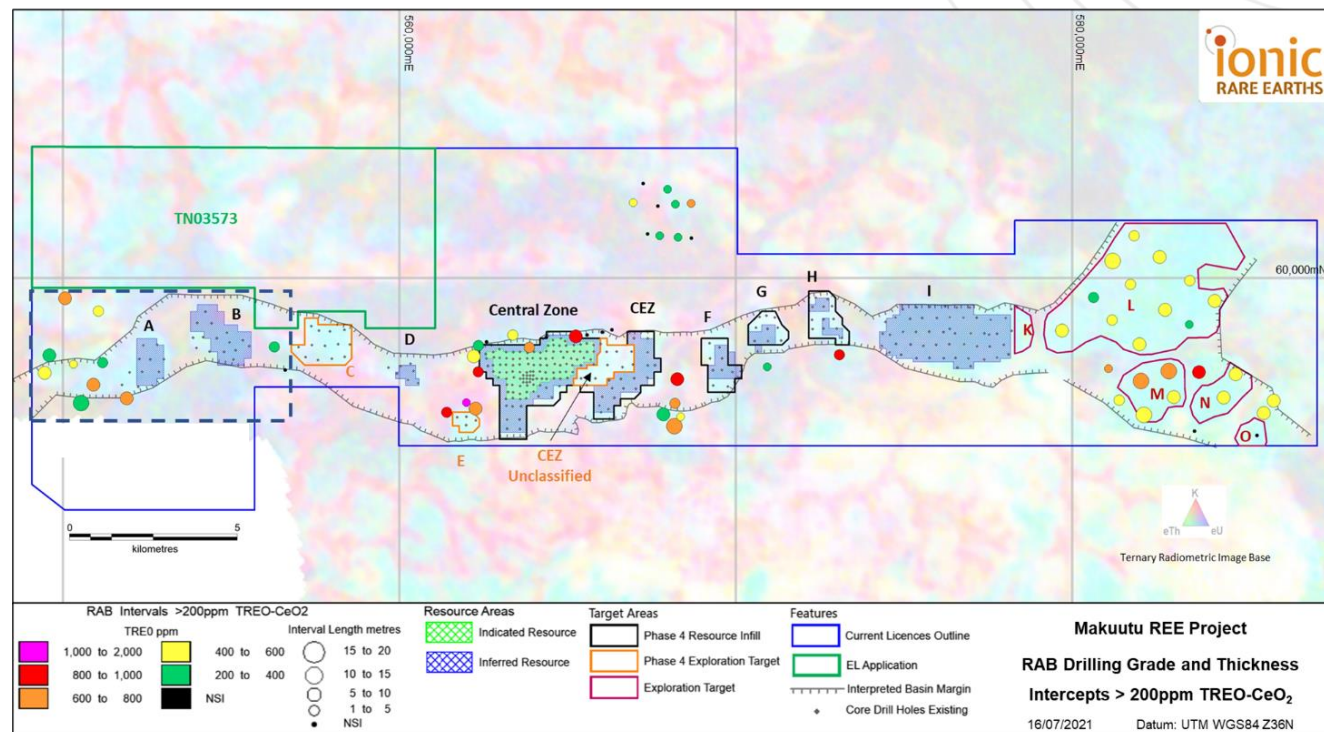 560,000mE
580,000mE
ionic
RARE EARTHS
TN03573
60,000mN
H
G
I
L
Central Zone
CEZ
F
A
B
D
K
C
M
N
O
E
CEZ
Unclassified
0
5
kilometres
K
eTh
eU
Ternary Radiometric Image Base
RAB Intervals >200ppm TREO-CeO2
TRE0 ppm
1,000 to 2,000
800 to 1,000
600 to 800
400 to 600
200 to 400
NSI
Interval Length metres
15 to 20
10 to 15
5 to 10
1 to 5
NSI
Resource Areas
Indicated Resource
Inferred Resource
Target Areas
Phase 4 Resource Infill
Phase 4 Exploration Target
Exploration Target
Features
Current Licences Outline
EL Application
Interpreted Basin Margin
Core Drill Holes Existing
Makuutu REE Project
RAB Drilling Grade and Thickness
Intercepts > 200ppm TREO-CeO₂
16/07/2021 Datum: UTM WGS84 Z36N